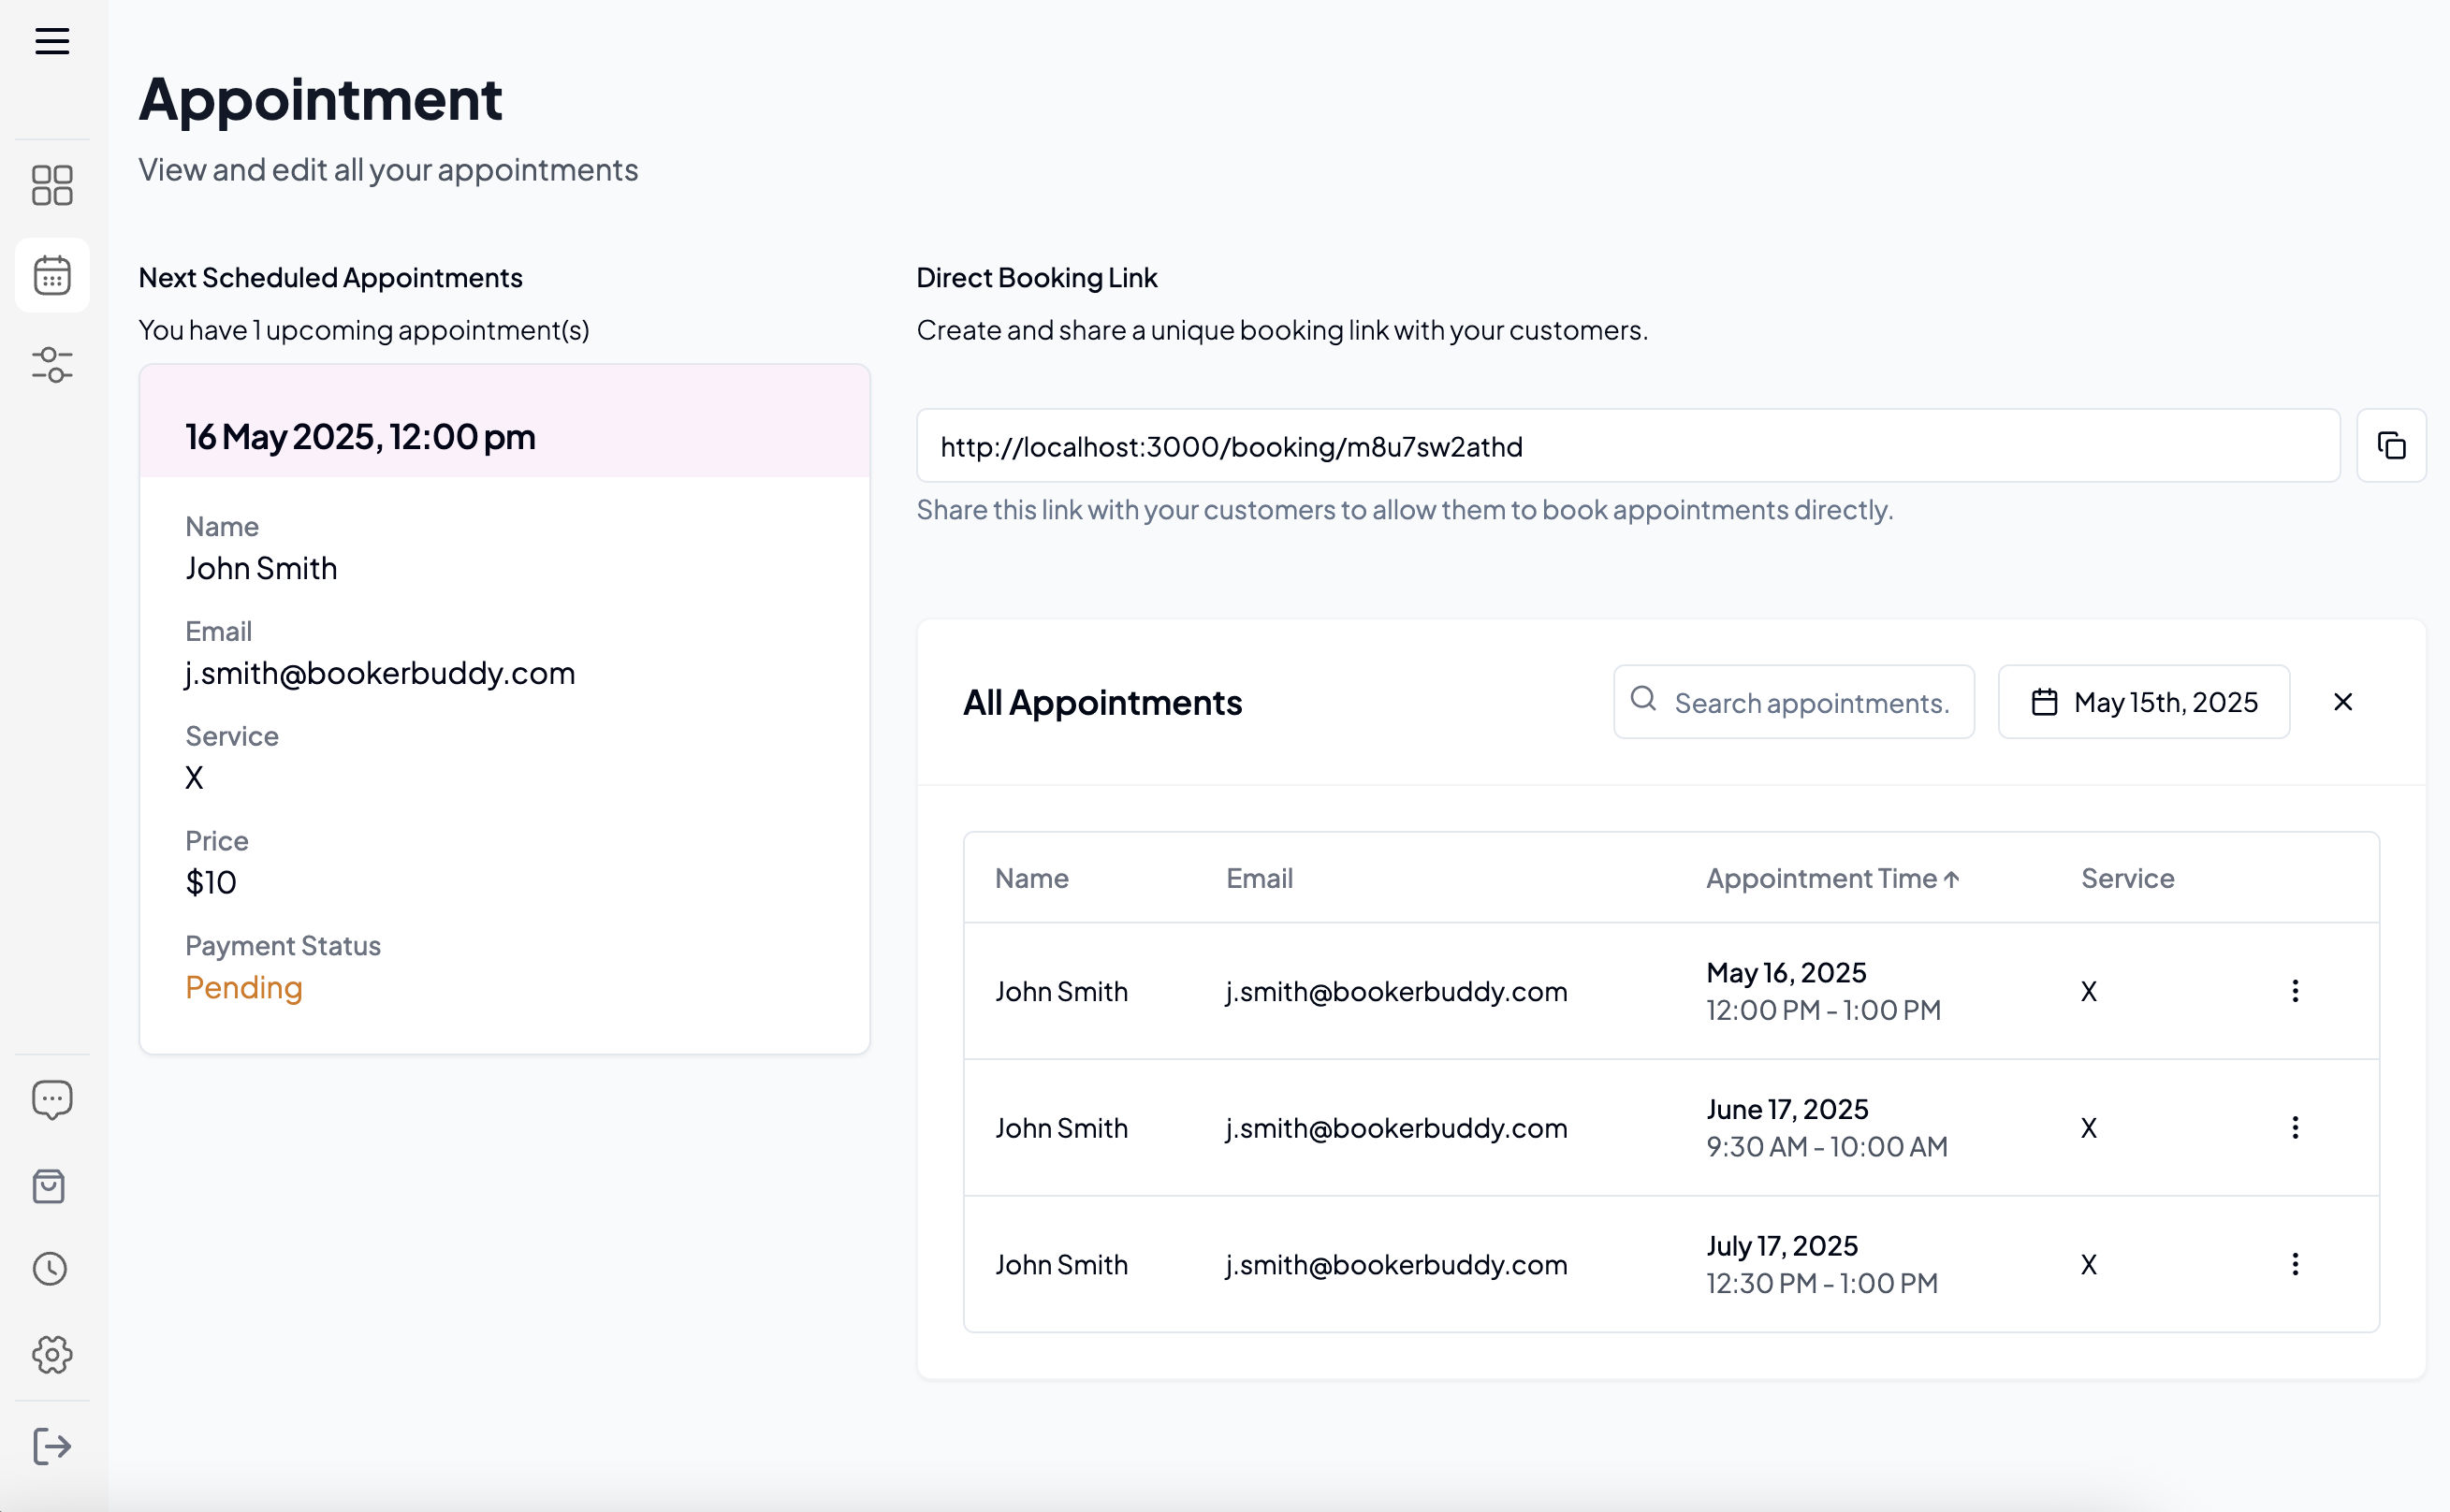 Appointment
View and edit all your appointments
Next Scheduled Appointments
You have 1 upcoming appointment(s)
16 May 2025, 12:00 pm
Name
John Smith
Email
j.smith@bookerbuddy.com
Service
X
Price
$10
Payment Status
Pending
Direct Booking Link
Create and share a unique booking link with your customers.
http://localhost:3000/booking/m8u7sw2athd
Share this link with your customers to allow them to book appointments directly.
All Appointments
Search appointments.
May 15th, 2025
Name Email Appointment Time ↑ Service
John Smith j.smith@bookerbuddy.com May 16, 2025 X
12:00 PM - 1:00 PM
John Smith j.smith@bookerbuddy.com June 17, 2025 X
9:30 AM - 10:00 AM
John Smith j.smith@bookerbuddy.com July 17, 2025 X
12:30 PM - 1:00 PM